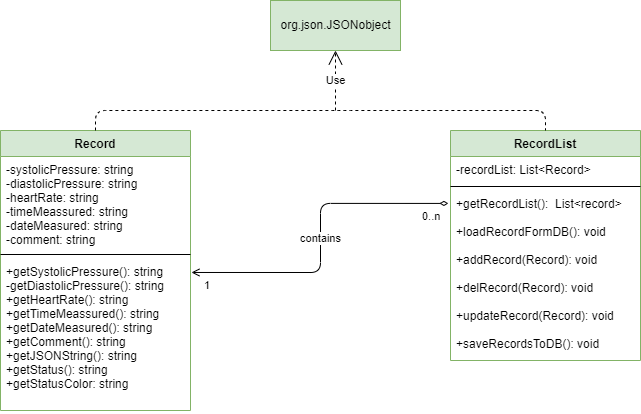 org.json.JSONobject
Use
Record
-systolicPressure: string
-diastolicPressure: string
-heartRate: string
-timeMeassured: string
-dateMeasured: string
-comment: string
+getSystolicPressure(): string
-getDiastolicPressure(): string
+getHeartRate(): string
+getTimeMeassured(): string
+getDateMeasured(): string
+getComment(): string
+getJSONString(): string
+getStatus(): string
+getStatusColor: string
contains
1
0..n
RecordList
-recordList: List<Record>
+getRecordList(): List<record>
+loadRecordFormDB(): void
+addRecord(Record): void
+delRecord(Record): void
+updateRecord(Record): void
+saveRecordsToDB(): void